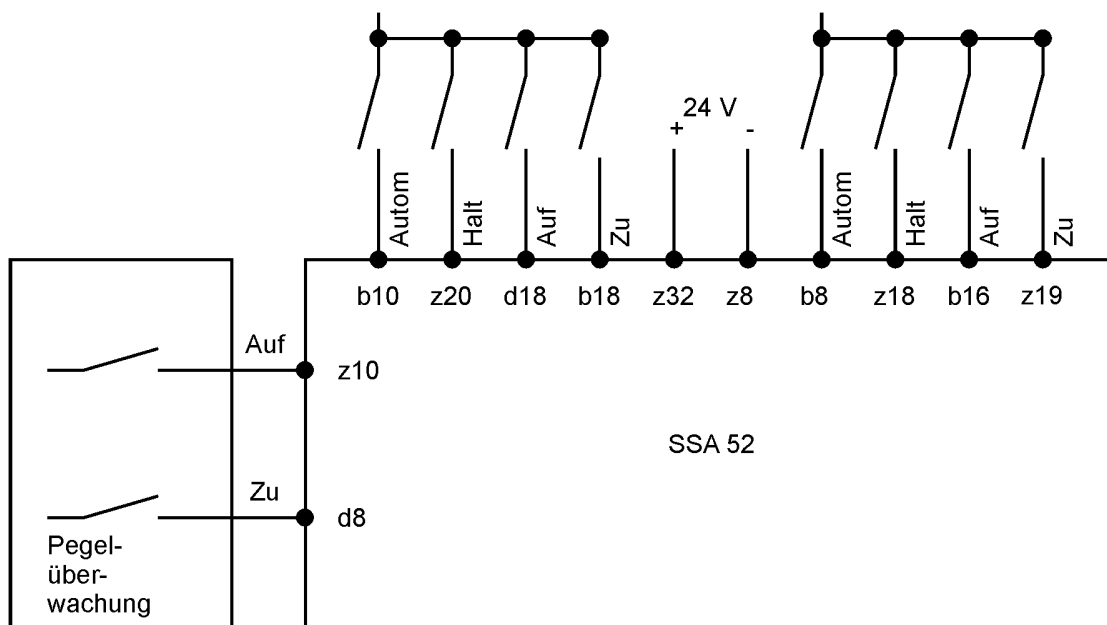 24 V
+ -
Autom Halt Auf Zu Autom Halt Auf Zu
b10 z20 d18 b18 z32 z8 b8 z18 b16 z19
Auf
z10
SSA 52
Zu
d8
Pegel-
über-
wachung